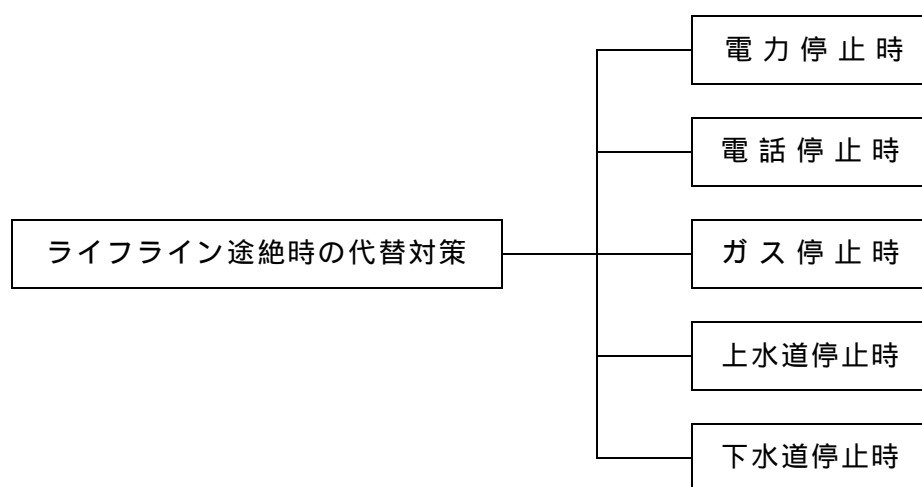 電力停止時
電話停止時
ライフライン途絶時の代替対策
ガス停止時
上水道停止時
下水道停止時